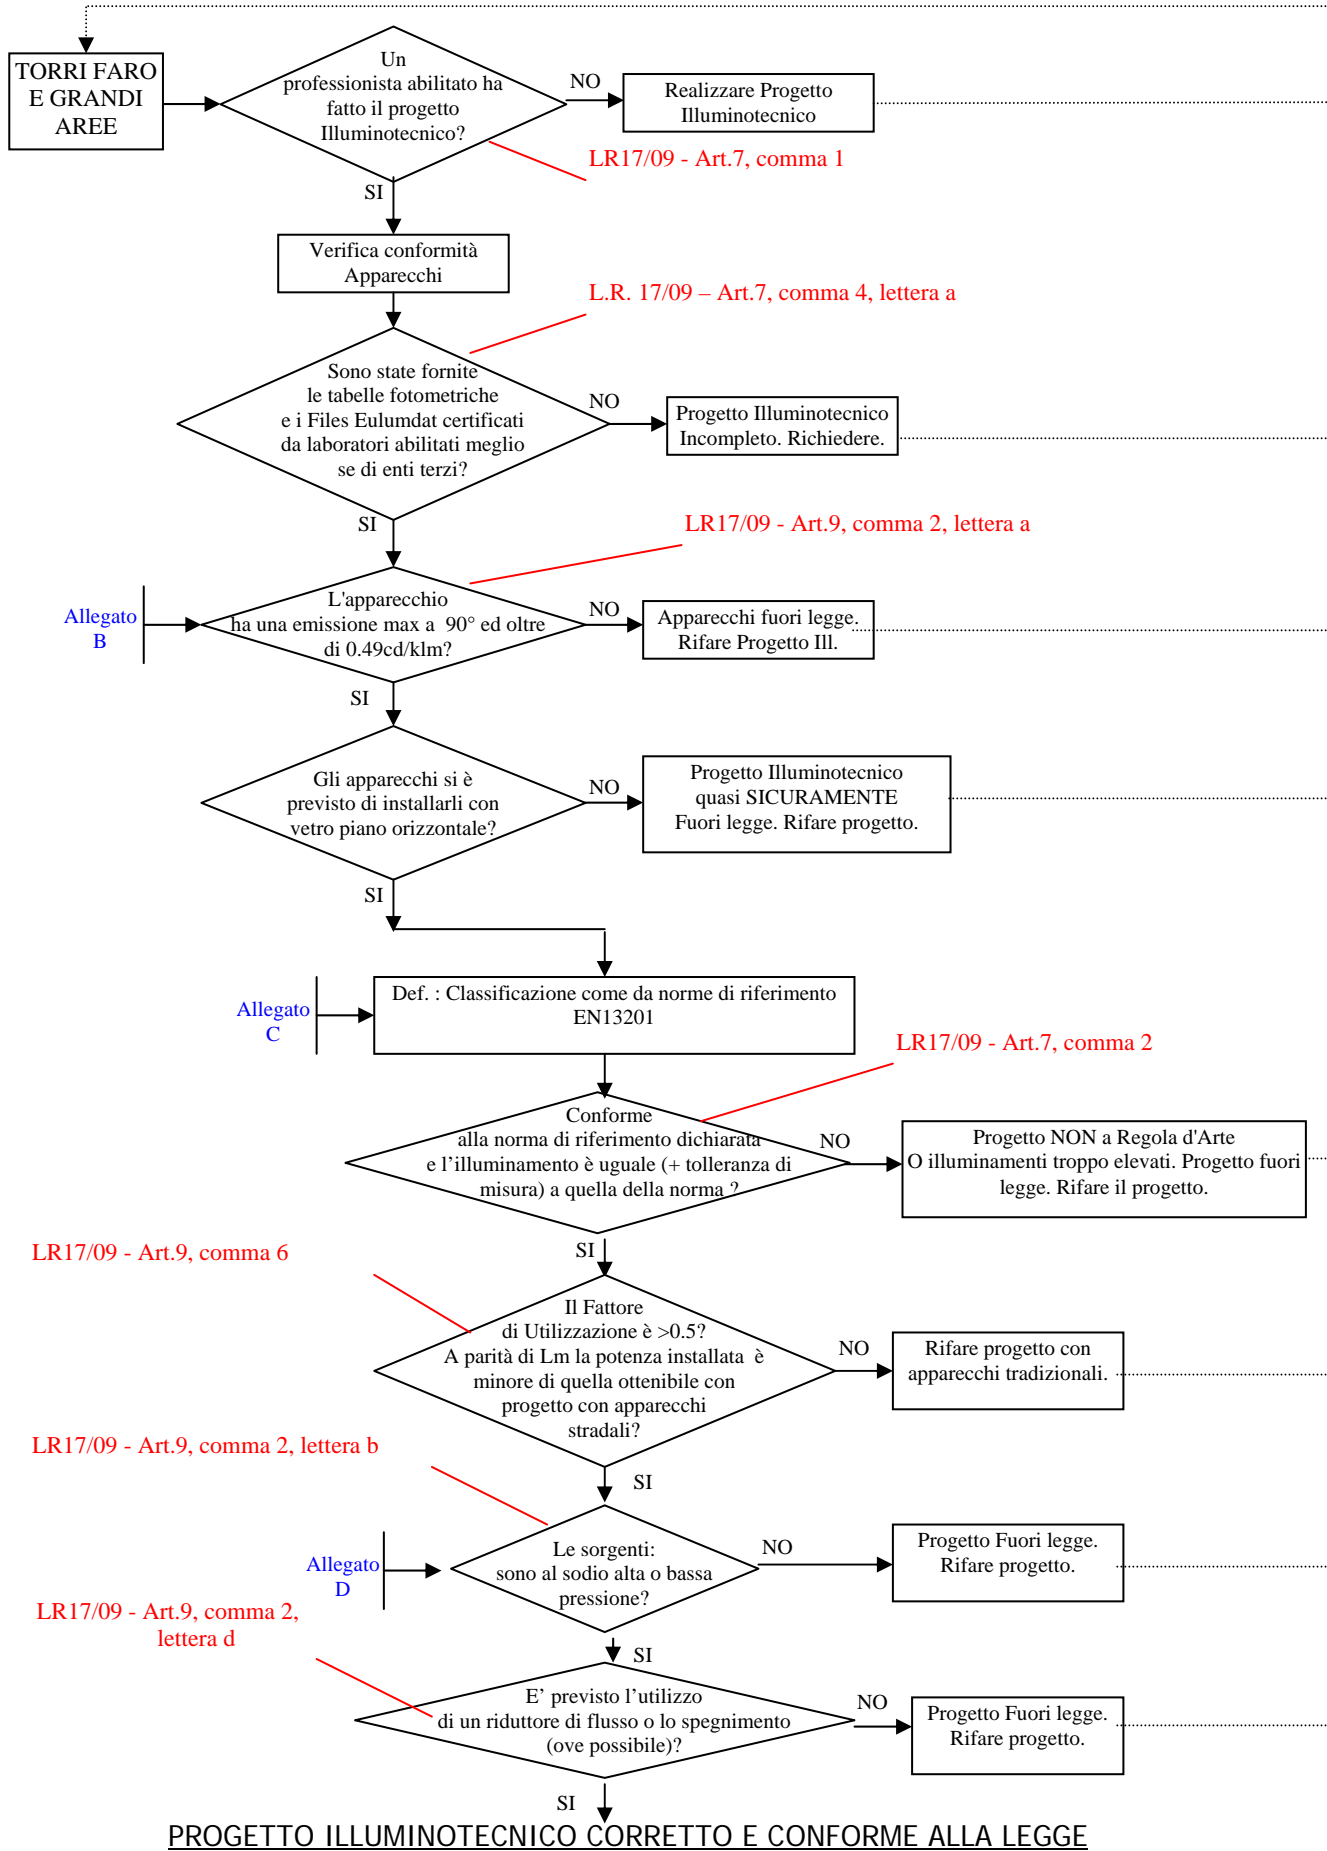 TORRI FARO
E GRANDI
AREE
Un
professionista abilitato ha
fatto il progetto
Illuminotecnico?
NO
Realizzare Progetto
Illuminotecnico
LR17/09 - Art.7, comma 1
SI
Verifica conformità
Apparecchi
L.R. 17/09 – Art.7, comma 4, lettera a
Sono state fornite
le tabelle fotometriche
e i Files Eulumdat certificati
da laboratori abilitati meglio
se di enti terzi?
NO
Progetto Illuminotecnico
Incompleto. Richiedere.
SI
LR17/09 - Art.9, comma 2, lettera a
Allegato
B
L'apparecchio
ha una emissione max a 90° ed oltre
di 0.49cd/klm?
NO
Apparecchi fuori legge.
Rifare Progetto Ill.
SI
Gli apparecchi si è
previsto di installarli con
vetro piano orizzontale?
NO
Progetto Illuminotecnico
quasi SICURAMENTE
Fuori legge. Rifare progetto.
SI
Allegato
C
Def. : Classificazione come da norme di riferimento
EN13201
LR17/09 - Art.7, comma 2
Conforme
alla norma di riferimento dichiarata
e l’illuminamento è uguale (+ tolleranza di
misura) a quella della norma ?
NO
Progetto NON a Regola d'Arte
O illuminamenti troppo elevati. Progetto fuori
legge. Rifare il progetto.
SI
LR17/09 - Art.9, comma 6
Il Fattore
di Utilizzazione è >0.5?
A parità di Lm la potenza installata è
minore di quella ottenibile con
progetto con apparecchi
stradali?
NO
Rifare progetto con
apparecchi tradizionali.
LR17/09 - Art.9, comma 2, lettera b
SI
Allegato
D
Le sorgenti:
sono al sodio alta o bassa
pressione?
NO
Progetto Fuori legge.
Rifare progetto.
LR17/09 - Art.9, comma 2,
lettera d
SI
E’ previsto l’utilizzo
di un riduttore di flusso o lo spegnimento
(ove possibile)?
NO
Progetto Fuori legge.
Rifare progetto.
SI
PROGETTO ILLUMINOTECNICO CORRETTO E CONFORME ALLA LEGGE